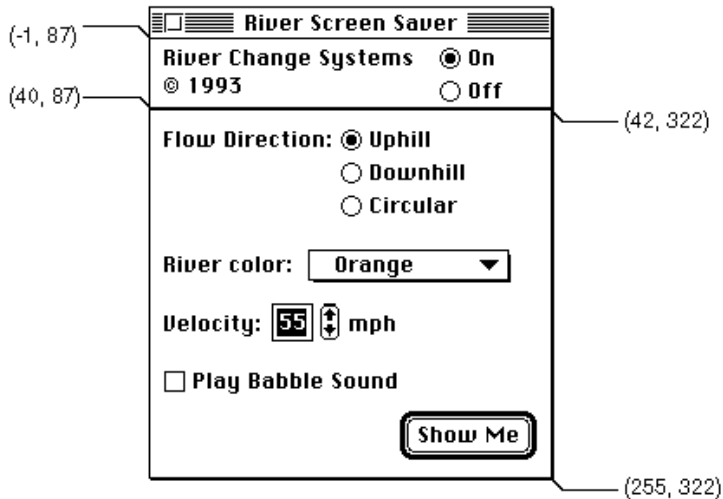 River Screen Saver
(-1, 87)
River Change Systems
On
© 1993
Off
(40, 87)
(42, 322)
Flow Direction:
Uphill
Downhill
Circular
River color:
Orange
Velocity: 55 mph
Play Babble Sound
Show Me
(255, 322)